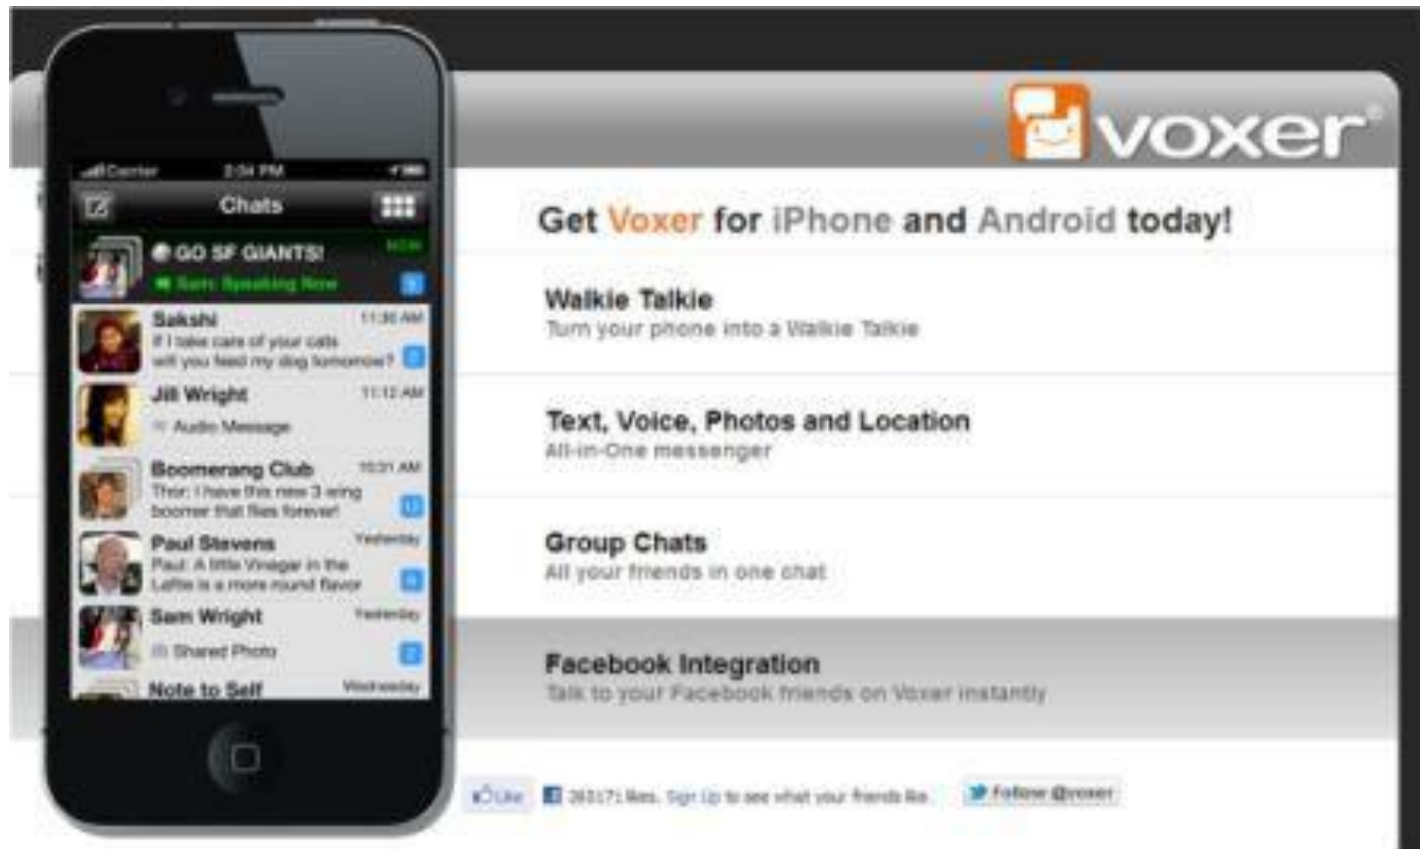 voxer
Carrier 2:04 PM
Chats
GO SF GIANTS!
NOW
Sam: Speaking Now
Sakshi 11:30 AM
If I take care of your cats
will you feed my dog tomorrow?
Jill Wright 11:12 AM
Audio Message
Boomerang Club 10:31 AM
Thor: I have this new 3 wing
boomer that flies forever!
Paul Stevens Yesterday
Paul: A little Vinegar in the
Lafite is a more round flavor
Sam Wright Yesterday
Shared Photo
Note to Self Wednesday
Get Voxer for iPhone and Android today!
Walkie Talkie
Turn your phone into a Walkie Talkie
Text, Voice, Photos and Location
All-in-One messenger
Group Chats
All your friends in one chat
Facebook Integration
Talk to your Facebook friends on Voxer instantly
Like likes. Sign Up to see what your friends like.
Follow @voxer